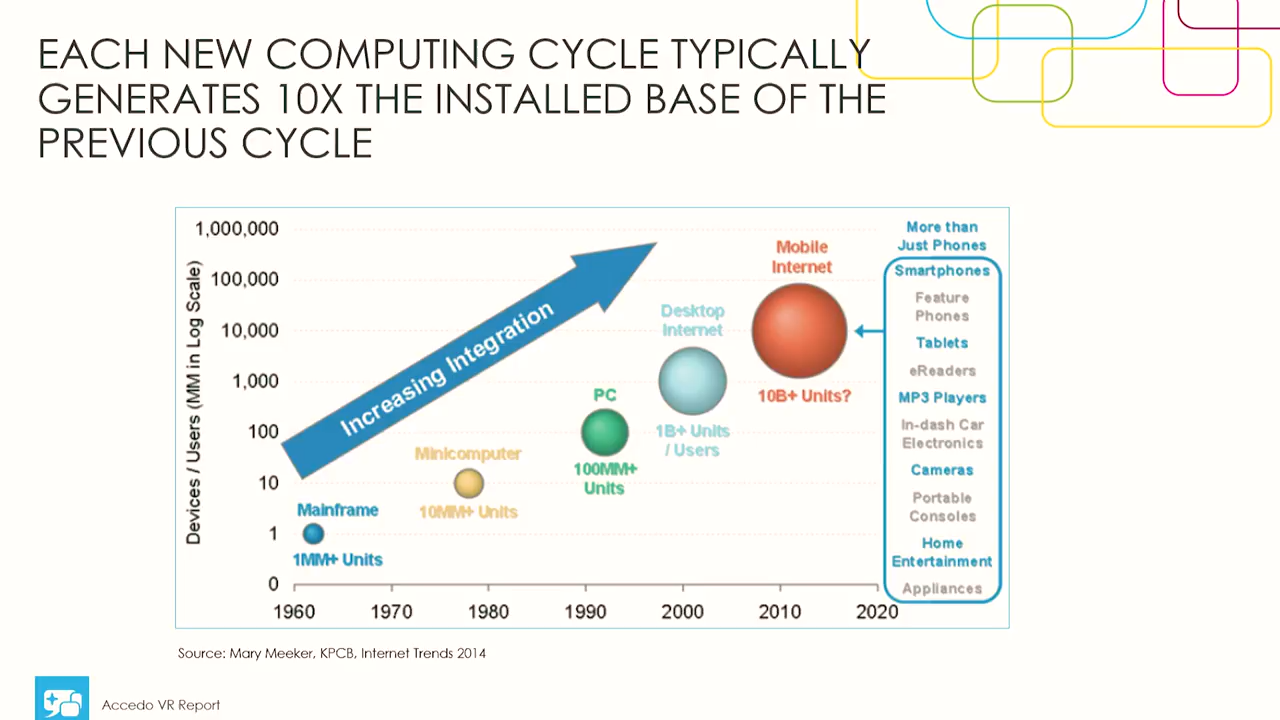 EACH NEW COMPUTING CYCLE TYPICALLY
GENERATES 10X THE INSTALLED BASE OF THE
PREVIOUS CYCLE
Devices / Users (MM in Log Scale)
1,000,000
100,000
10,000
1,000
100
10
1
0
1960
1970
1980
1990
2000
2010
2020
Increasing Integration
Mainframe
1MM+ Units
Minicomputer
10MM+ Units
PC
100MM+
Units
Desktop
Internet
1B+ Units
/ Users
Mobile
Internet
10B+ Units?
More than
Just Phones
Smartphones
Feature
Phones
Tablets
eReaders
MP3 Players
In-dash Car
Electronics
Cameras
Portable
Consoles
Home
Entertainment
Appliances
Source: Mary Meeker, KPCB, Internet Trends 2014
Accedo VR Report